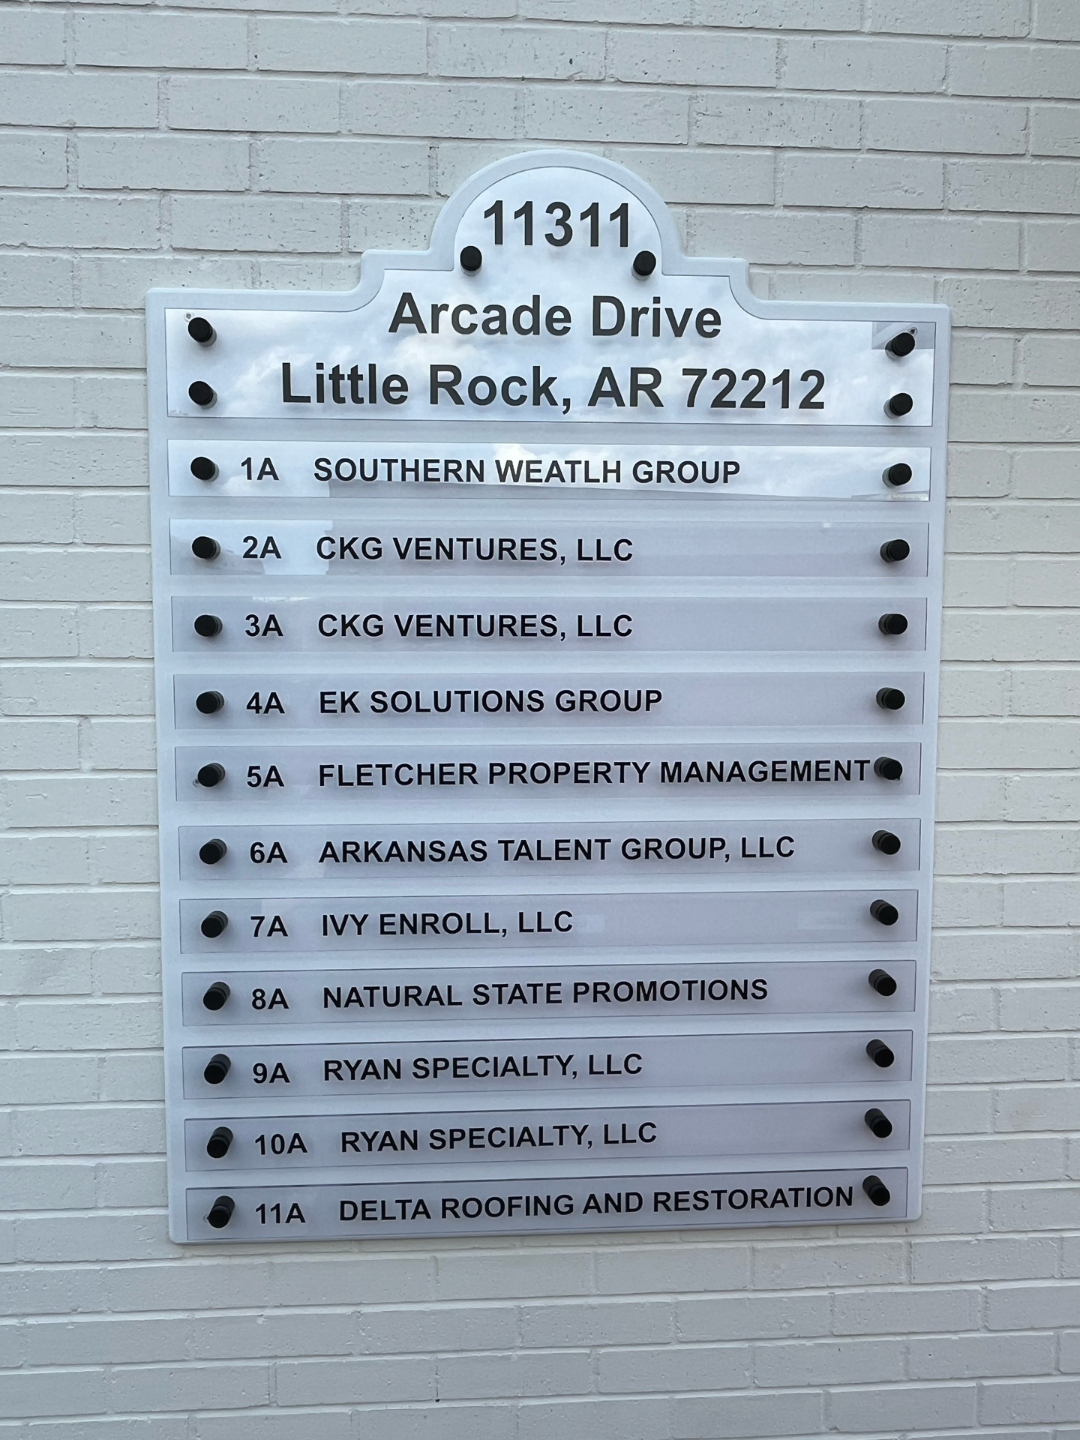 11311
Arcade Drive
Little Rock, AR 72212
1A SOUTHERN WEATLH GROUP
2A CKG VENTURES, LLC
3A CKG VENTURES, LLC
4A EK SOLUTIONS GROUP
5A FLETCHER PROPERTY MANAGEMENT
6A ARKANSAS TALENT GROUP, LLC
7A IVY ENROLL, LLC
8A NATURAL STATE PROMOTIONS
9A RYAN SPECIALTY, LLC
10A RYAN SPECIALTY, LLC
11A DELTA ROOFING AND RESTORATION